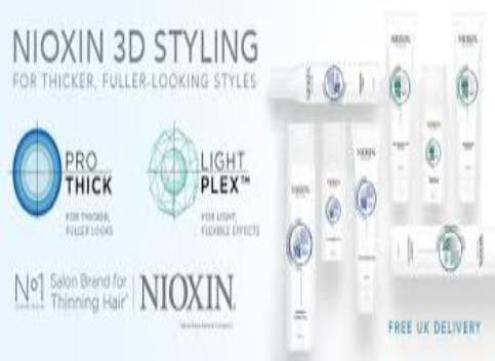 NIOXIN 3D STYLING
FOR THICKER, FULLER-LOOKING STYLES
PRO
THICK
FOR THICKER,
FULLER LOOKS
LIGHT
PLEX™
FOR LIGHT,
FLEXIBLE EFFECTS
Nº1 Salon Brand for
Thinning Hair
NIOXIN
FREE UK DELIVERY